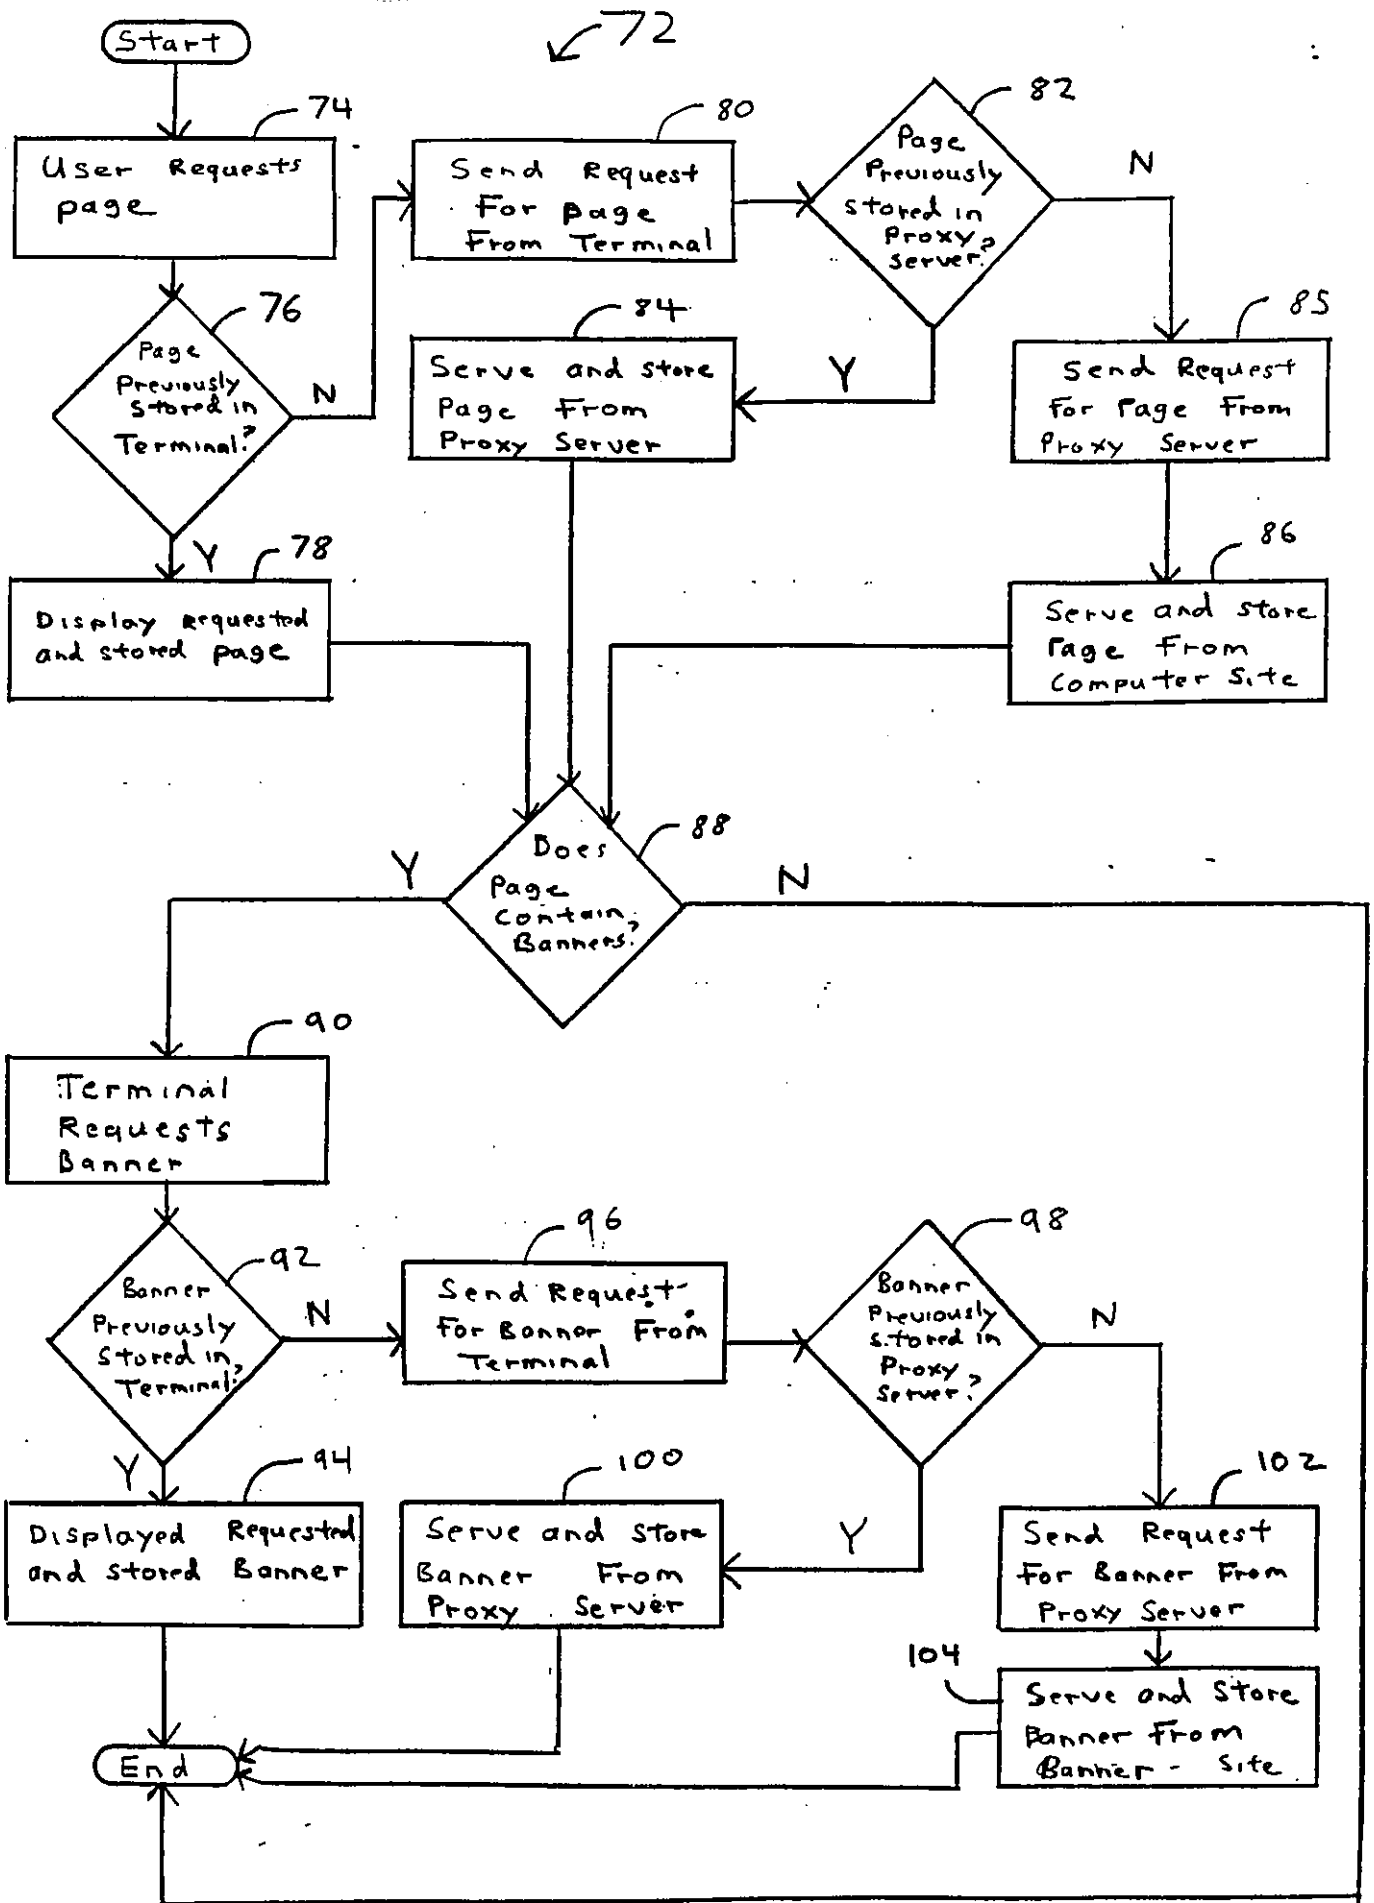 Start
72
74
User Requests
page
80
Send Request
For page
From Terminal
82
Page
Previously
stored in
Proxy
Server?
N
76
Page
Previously
Stored in
Terminal?
N
84
Serve and store
Page From
Proxy Server
Y
85
Send Request
For Page From
Proxy Server
Y
78
Display requested
and stored page
86
Serve and store
Page From
Computer Site
88
Does
Page
Contain
Banners?
Y
N
90
Terminal
Requests
Banner
92
Banner
Previously
Stored in
Terminal?
N
96
Send Request
For Banner From
Terminal
98
Banner
Previously
stored in
Proxy
Server?
N
Y
94
Displayed Requested
and stored Banner
100
Serve and store
Banner From
Proxy Server
Y
102
Send Request
For Banner From
Proxy Server
104
Serve and Store
Banner From
Banner - Site
End